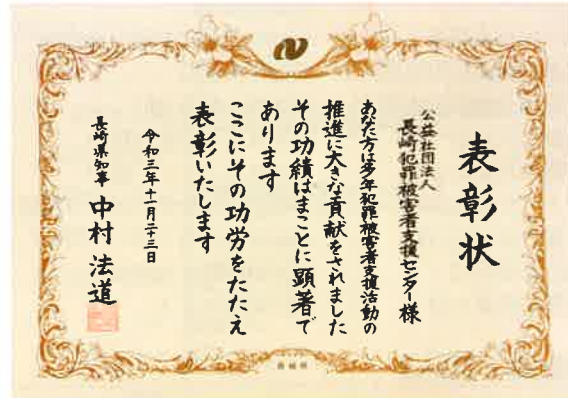 表彰状
公益社団法人
長崎犯罪被害者支援センター様
あなた方は多年犯罪被害者支援活動の
推進に大きな貢献をされました
その功績はまことに顕著で
あります
ここにその功労をたたえ
表彰いたします
令和三年十一月二十三日
長崎県知事 中村法道
長崎県